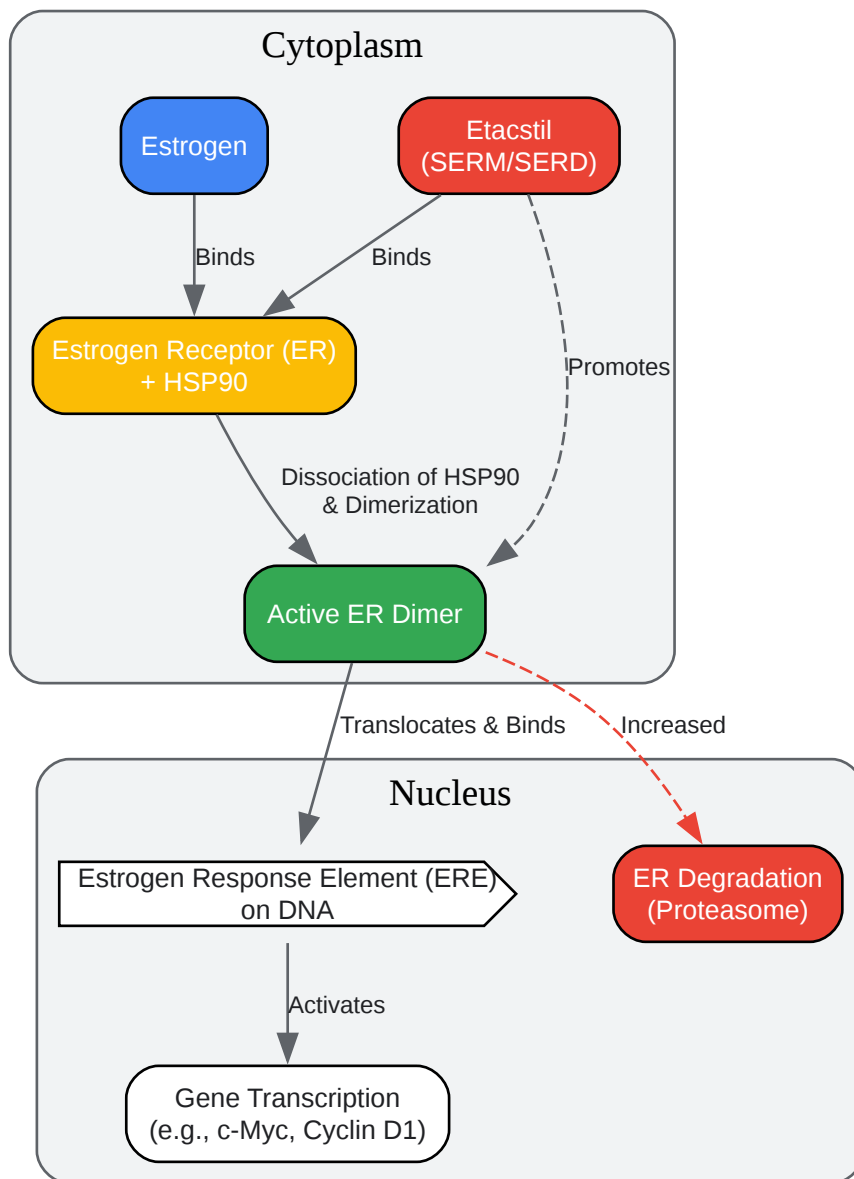 Cytoplasm
Estrogen
Etacstil
(SERM/SERD)
Binds
Binds
Estrogen Receptor (ER)
+ HSP90
Promotes
Dissociation of HSP90
& Dimerization
Active ER Dimer
Translocates & Binds
Increased
Nucleus
Estrogen Response Element (ERE)
on DNA
ER Degradation
(Proteasome)
Activates
Gene Transcription
(e.g., c-Myc, Cyclin D1)